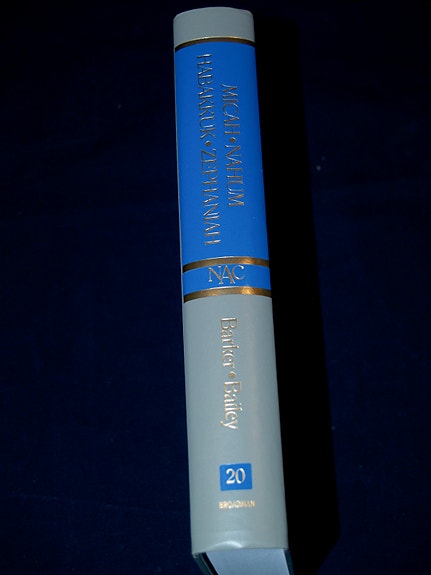 MICAH • NAHUM
HABAKKUK • ZEPHANIAH
NAC
Barker • Bailey
20
BROADMAN